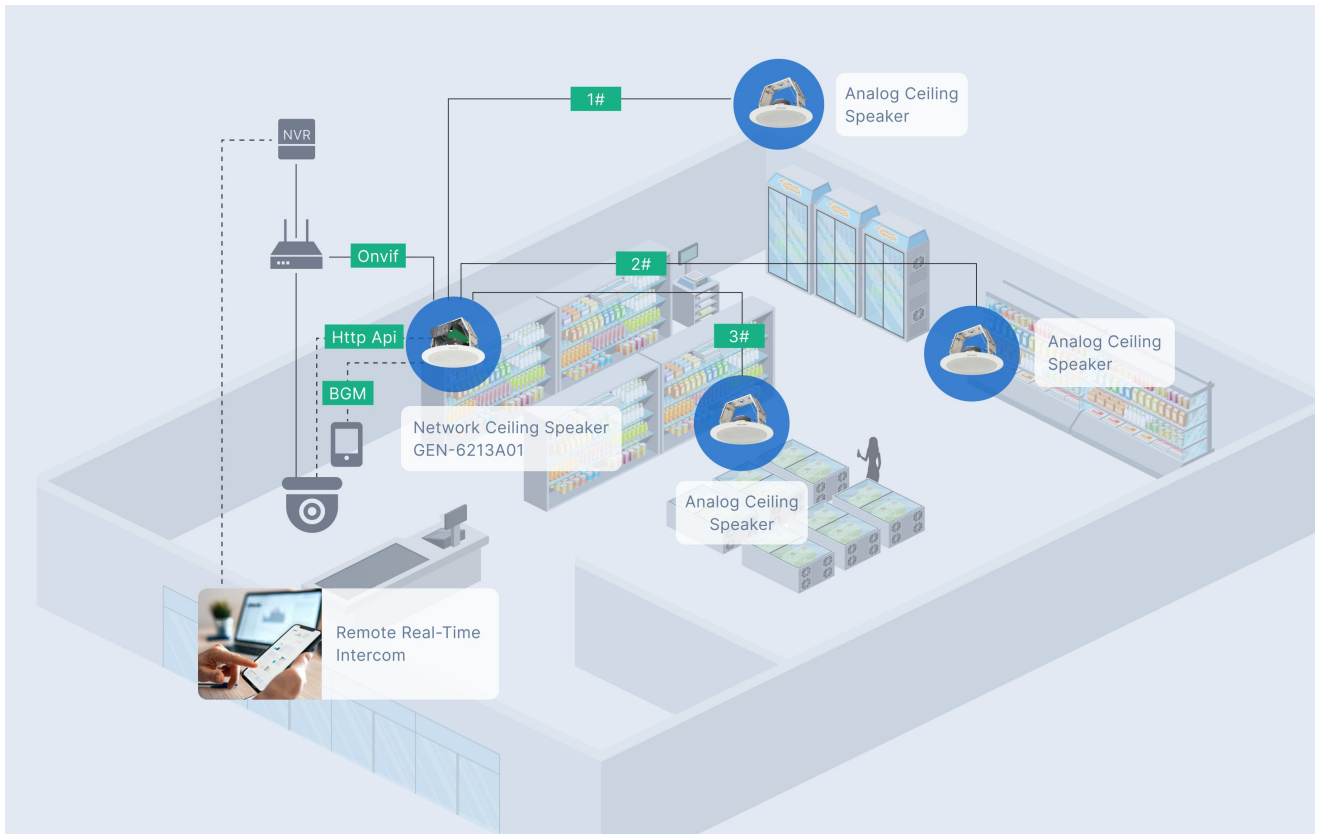 1#
Analog Ceiling
Speaker
NVR
Onvif
2#
Http Api
3#
Analog Ceiling
Speaker
BGM
Network Ceiling Speaker
GEN-6213A01
Analog Ceiling
Speaker
Remote Real-Time
Intercom